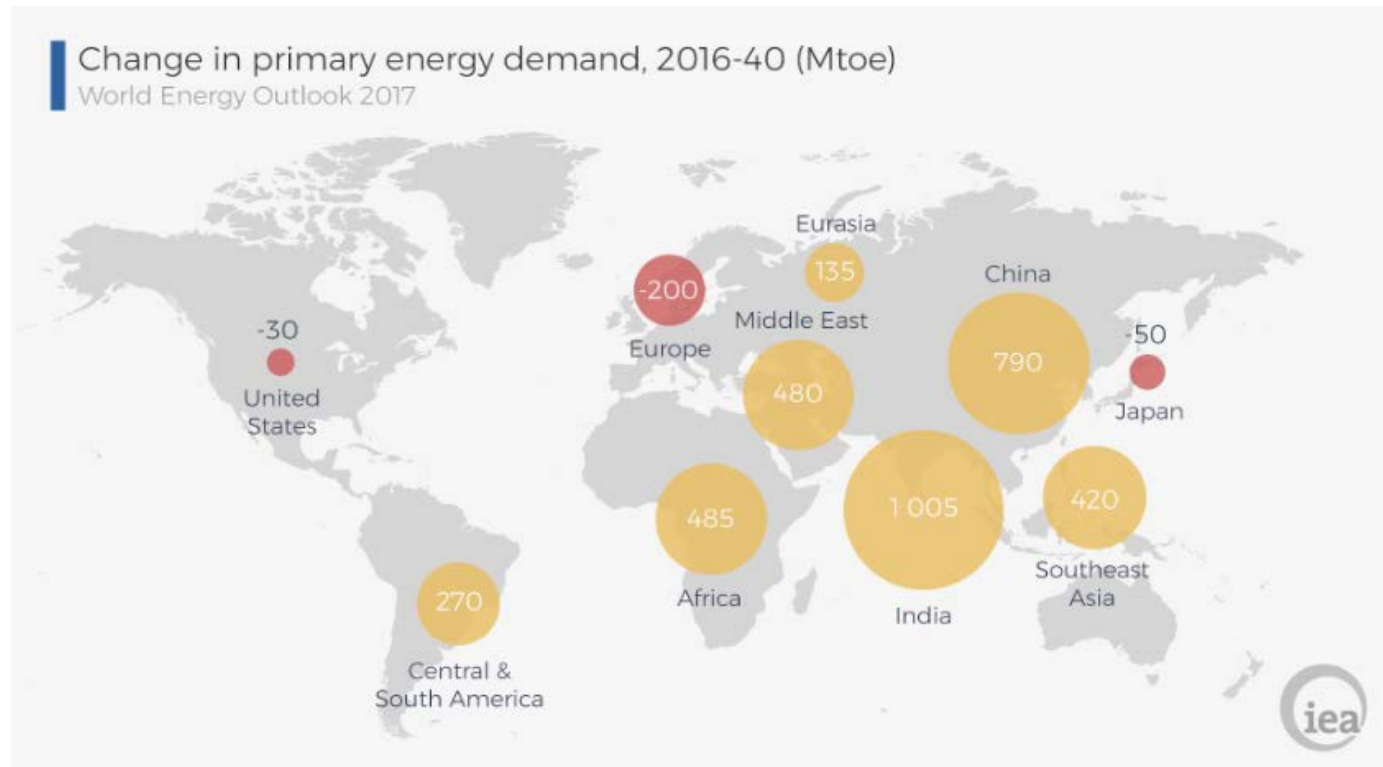 Change in primary energy demand, 2016-40 (Mtoe)
World Energy Outlook 2017
Eurasia
135
China
-200
Middle East
-30
Europe
790
-50
480
United
States
Japan
1 005
420
485
Southeast
Asia
Africa
India
270
Central &
South America
iea